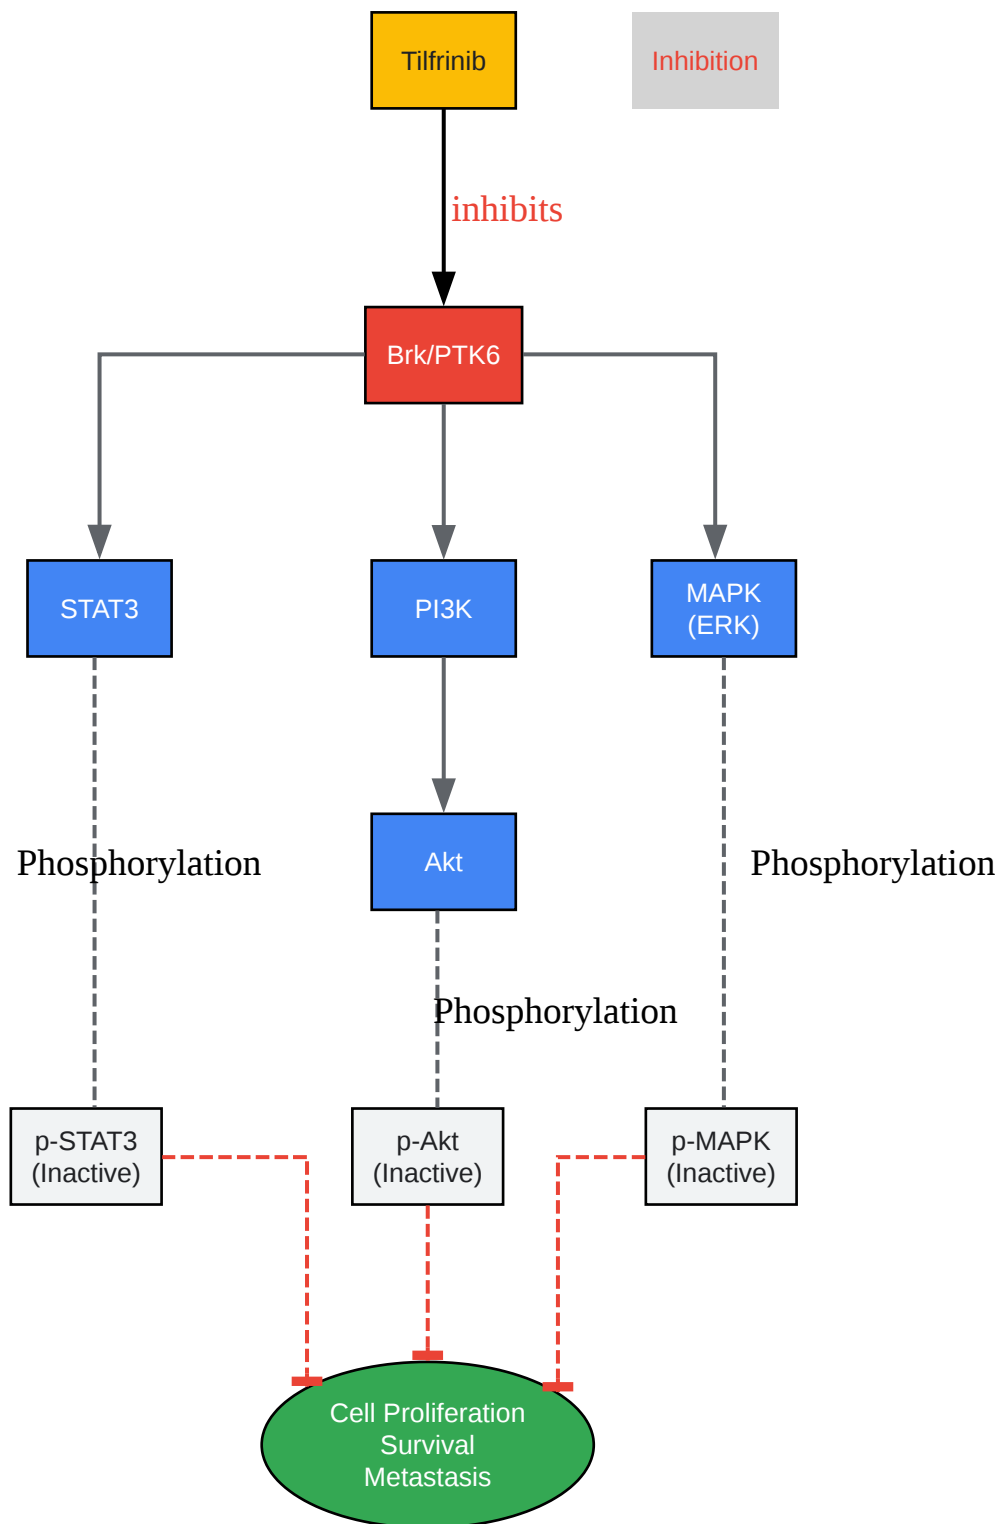 Tilfrinib
Inhibition
inhibits
Brk/PTK6
STAT3
PI3K
MAPK
(ERK)
Phosphorylation
Akt
Phosphorylation
Phosphorylation
p-STAT3
(Inactive)
p-Akt
(Inactive)
p-MAPK
(Inactive)
Cell Proliferation
Survival
Metastasis